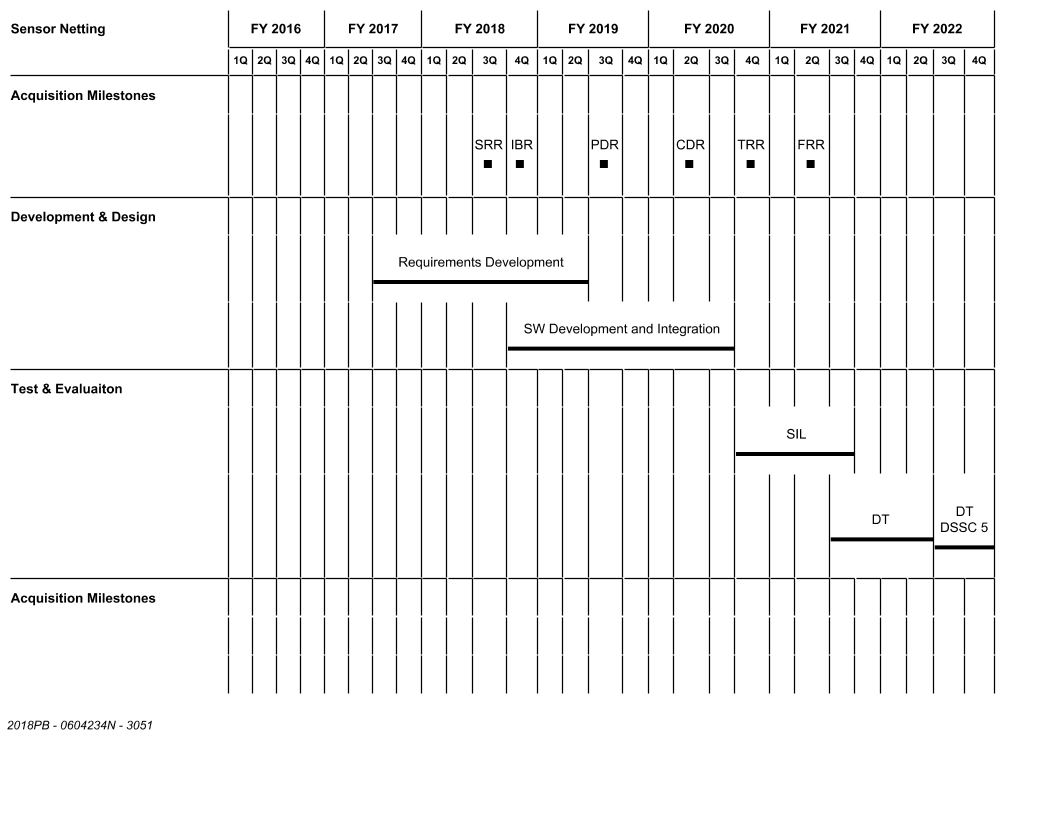 Sensor Netting FY 2016 FY 2017 FY 2018 FY 2019 FY 2020 FY 2021 FY 2022
1Q 2Q 3Q 4Q 1Q 2Q 3Q 4Q 1Q 2Q 3Q 4Q 1Q 2Q 3Q 4Q 1Q 2Q 3Q 4Q 1Q 2Q 3Q 4Q 1Q 2Q 3Q 4Q
Acquisition Milestones
SRR IBR PDR CDR TRR FRR
Development & Design
Requirements Development
SW Development and Integration
Test & Evaluaiton
SIL
DT
DT
DSSC 5
Acquisition Milestones
2018PB - 0604234N - 3051